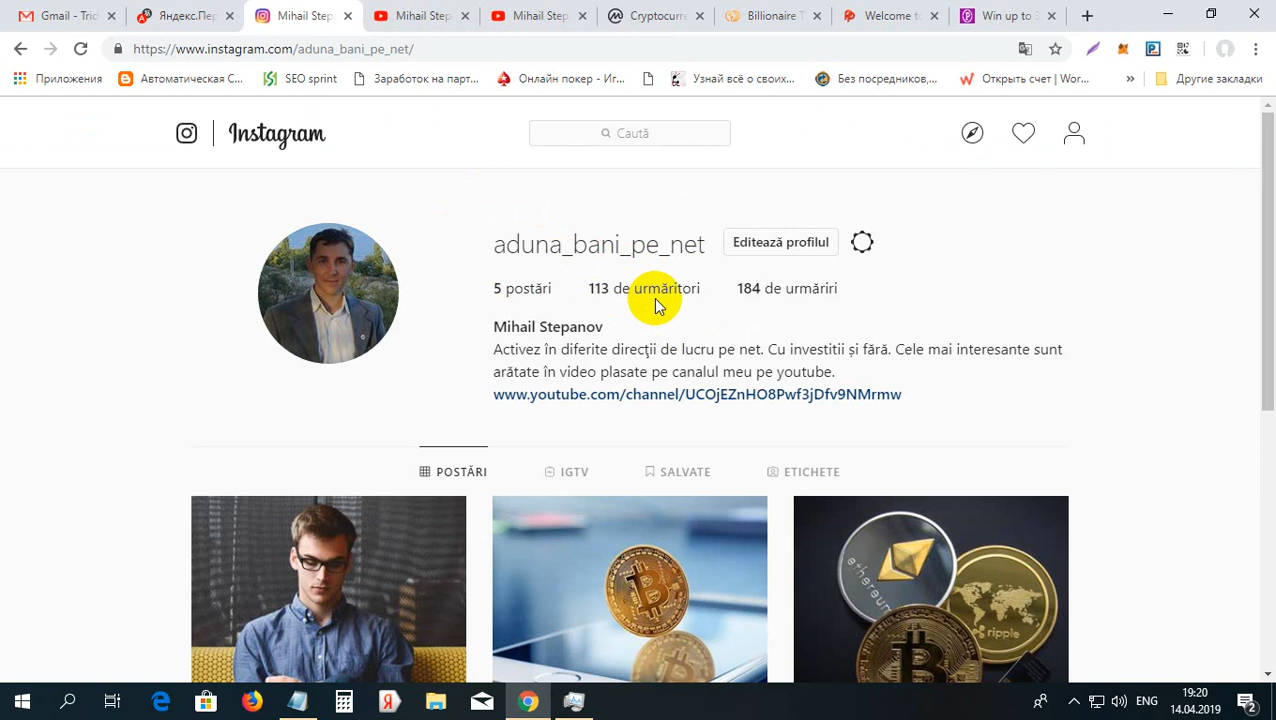 Gmail - Tric
Яндекс.Пер
Mihail Step
Mihail Step
Mihail Step
Cryptocurre
Billionaire T
Welcome to
Win up to
https://www.instagram.com/aduna_bani_pe_net/
Приложения
Автоматическая С...
SEO sprint
Заработок на парт...
Онлайн покер - Иг...
Узнай всё о своих...
Без посредников,...
Открыть счет | Wor...
»
Другие закладки
Instagram
Caută
aduna_bani_pe_net
Editează profilul
5 postări 113 de urmăritori 184 de urmăriri
Mihail Stepanov
Activez în diferite direcţii de lucru pe net. Cu investitii și fără. Cele mai interesante sunt
arătate în video plasate pe canalul meu pe youtube.
www.youtube.com/channel/UCOjEZnHO8Pwf3jDfv9NMrmw
POSTĂRI IGTV SALVATE ETICHETE
ethereum
ripple
ENG
19:20
14.04.2019
2